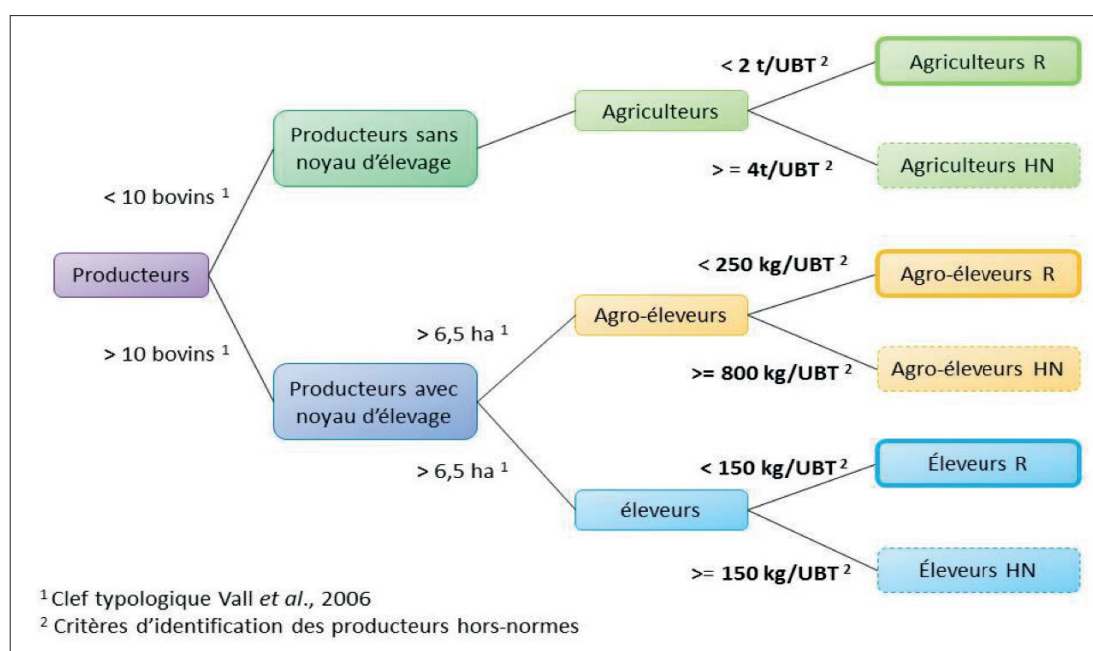 < 2 t/UBT ²
Agriculteurs R
Producteurs sans
noyau d'élevage
Agriculteurs
> = 4t/UBT ²
Agriculteurs HN
< 10 bovins ¹
Producteurs
< 250 kg/UBT ²
Agro-éleveurs R
> 6,5 ha ¹
Agro-éleveurs
> 10 bovins ¹
>= 800 kg/UBT ²
Agro-éleveurs HN
Producteurs avec
noyau d'élevage
> 6,5 ha ¹
< 150 kg/UBT ²
Éleveurs R
éleveurs
>= 150 kg/UBT ²
Éleveurs HN
¹ Clef typologique Vall et al., 2006
² Critères d'identification des producteurs hors-normes